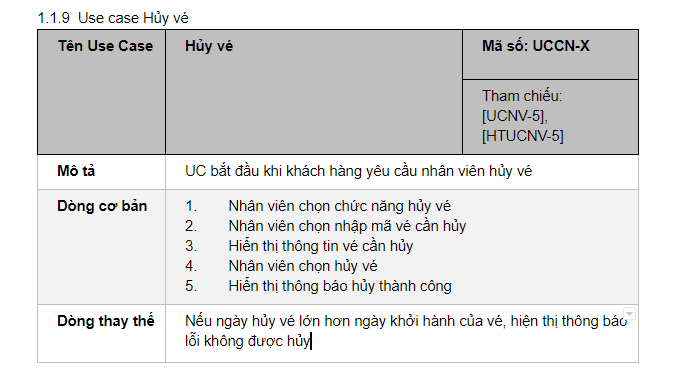 1.1.9 Use case Hủy vé
Tên Use Case
Hủy vé
Mã số: UCCN-X
Tham chiếu:
[UCNV-5],
[HTUCNV-5]
Mô tả
UC bắt đầu khi khách hàng yêu cầu nhân viên hủy vé
Dòng cơ bản
1. Nhân viên chọn chức năng hủy vé
2. Nhân viên chọn nhập mã vé cần hủy
3. Hiển thị thông tin vé cần hủy
4. Nhân viên chọn hủy vé
5. Hiển thị thông báo hủy thành công
Dòng thay thế
Nếu ngày hủy vé lớn hơn ngày khởi hành của vé, hiện thị thông báo
lỗi không được hủy